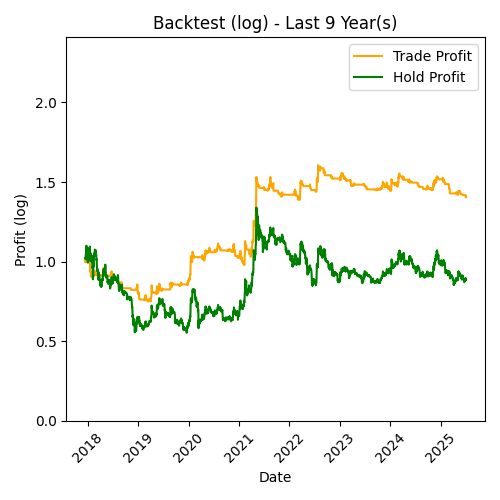 Backtest (log) - Last 9 Year(s)
Trade Profit
Hold Profit
Profit (log)
2.0
1.5
1.0
0.5
0.0
2018 2019 2020 2021 2022 2023 2024 2025
Date